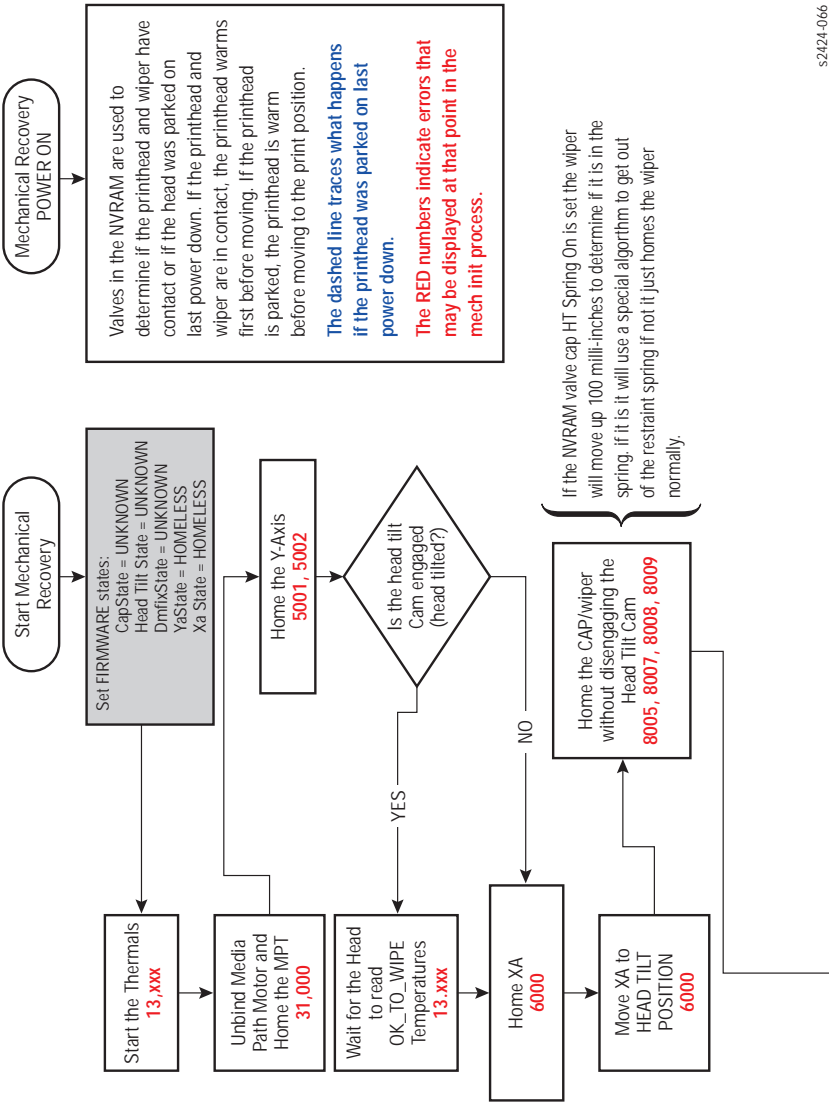 Mechanical Recovery
POWER ON
Valves in the NVRAM are used to
determine if the printhead and wiper have
contact or if the head was parked on
last power down. If the printhead and
wiper are in contact, the printhead warms
first before moving. If the printhead
is parked, the printhead is warm
before moving to the print position.
The dashed line traces what happens
if the printhead was parked on last
power down.
The RED numbers indicate errors that
may be displayed at that point in the
mech init process.
Start Mechanical
Recovery
Set FIRMWARE states:
CapState = UNKNOWN
Head Tilt State = UNKNOWN
DmfixState = UNKNOWN
YaState = HOMELESS
Xa State = HOMELESS
Start the Thermals
13,xxx
Unbind Media
Path Motor and
Home the MPT
31,000
Home the Y-Axis
5001, 5002
Is the head tilt
Cam engaged
(head tilted?)
YES
NO
Wait for the Head
to read
OK_TO_WIPE
Temperatures
13.xxx
Home XA
6000
Move XA to
HEAD TILT
POSITION
6000
Home the CAP/wiper
without disengaging the
Head Tilt Cam
8005, 8007, 8008, 8009
If the NVRAM valve cap HT Spring On is set the wiper
will move up 100 milli-inches to determine if it is in the
spring. if it is it will use a special algorthm to get out
of the restraint spring if not it just homes the wiper
normally.
s2424-066